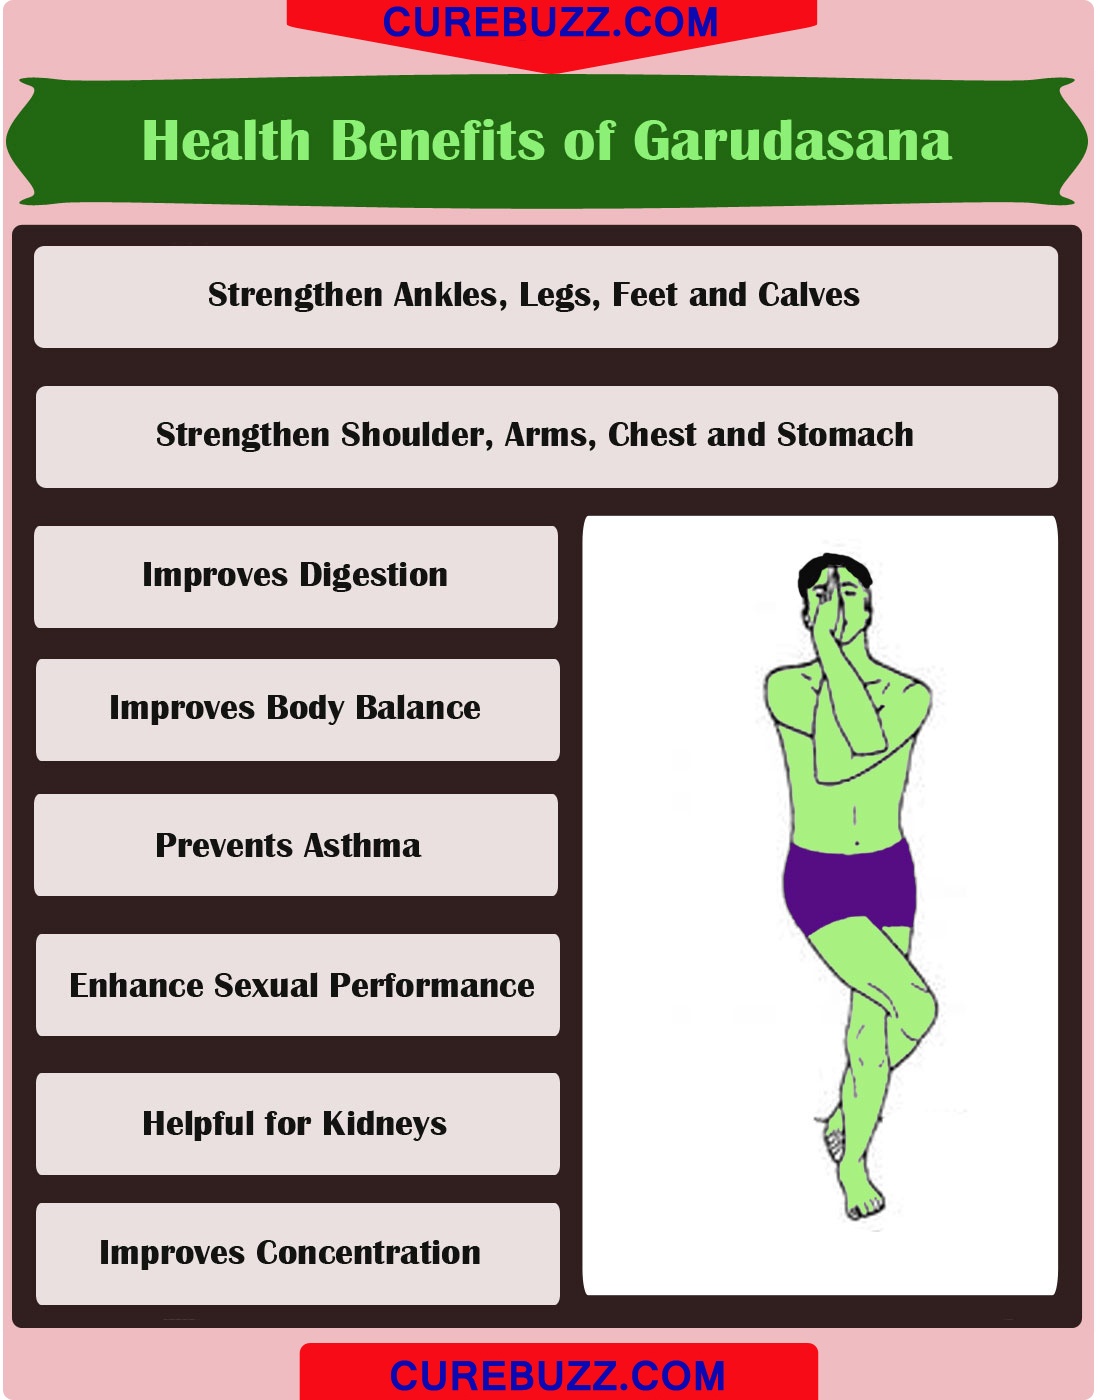 CUREBUZZ.COM
Health Benefits of Garudasana
Strengthen Ankles, Legs, Feet and Calves
Strengthen Shoulder, Arms, Chest and Stomach
Improves Digestion
Improves Body Balance
Prevents Asthma
Enhance Sexual Performance
Helpful for Kidneys
Improves Concentration
CUREBUZZ.COM